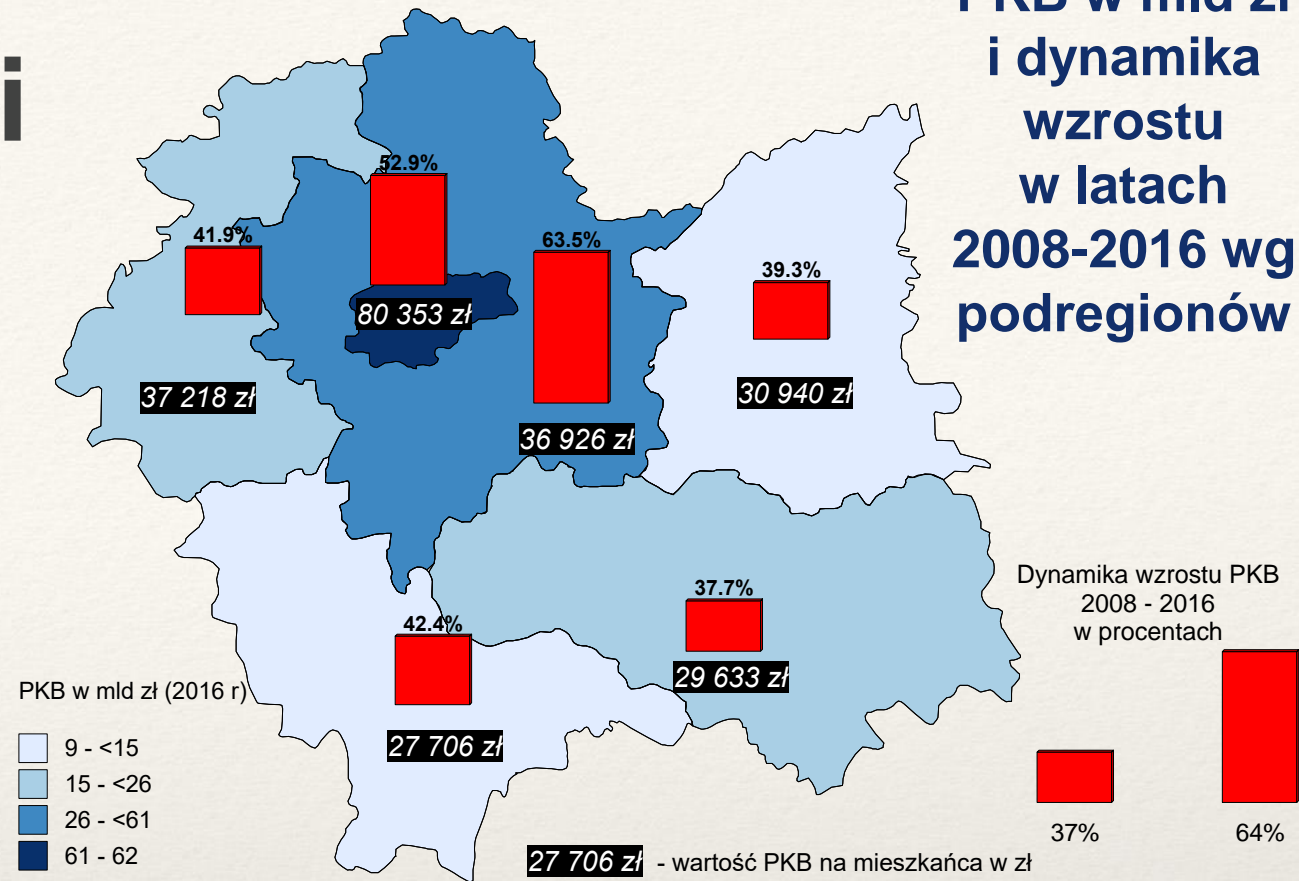 i
PKB w mld zł
i dynamika
wzrostu
w latach
2008-2016 wg
podregionów
52.9%
41.9%
63.5%
39.3%
80 353 zł
37 218 zł
30 940 zł
36 926 zł
37.7%
42.4%
29 633 zł
27 706 zł
Dynamika wzrostu PKB
2008 - 2016
w procentach
37%
64%
PKB w mld zł (2016 r)
9 - <15
15 - <26
26 - <61
61 - 62
27 706 zł - wartość PKB na mieszkańca w zł